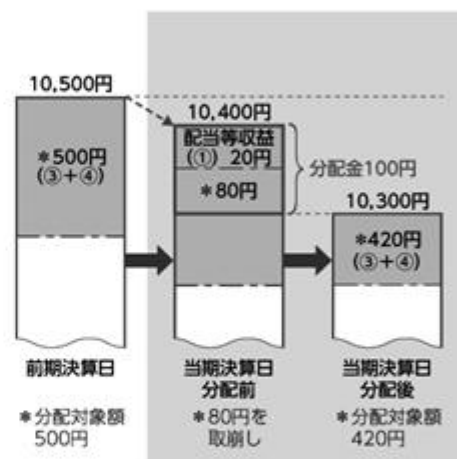 10,500円
10,400円
配当等収益
(①) 20円
*500円
(③+④)
*80円
分配金100円
10,300円
*420円
(③+④)
前期決算日
当期決算日
分配前
当期決算日
分配後
*分配対象額
500円
*80円を
取崩し
*分配対象額
420円